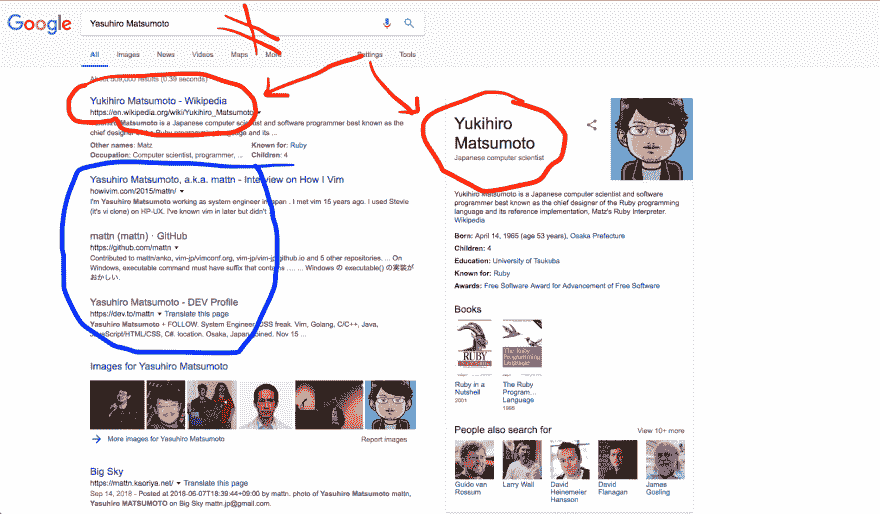 Google
Yasuhiro Matsumoto
All Images News Videos Maps More Settings Tools
results (0.39 seconds)
Yukihiro Matsumoto - Wikipedia
https://en.wikipedia.org/wiki/Yukihiro_Matsumoto
Matsumoto is a Japanese computer scientist and software programmer best known as the
chief designer of the Ruby programming language and its ...
Other names: Matz Known for: Ruby
Occupation: Computer scientist, programmer, ... Children: 4
Yasuhiro Matsumoto, a.k.a. mattn - Interview on How I Vim
howivim.com/2015/mattn/
I'm Yasuhiro Matsumoto working as system engineer in . I met vim 15 years ago. I used Stevie
(it's vi clone) on HP-UX. I've known vim in later but didn't ...
mattn (mattn) · GitHub
https://github.com/mattn
Contributed to mattn/anko, vim-jp/vimconf.org, vim-jp/vim-jp.github.io and 5 other repositories. ... On
Windows, executable command must have suffix that contains .... ... Windows の executable() の実装が
おかしい.
Yasuhiro Matsumoto - DEV Profile
https://dev.to/mattn Translate this page
Yasuhiro Matsumoto + FOLLOW. System Engineer, CSS freak. Vim, Golang, C/C++, Java,
JavaScript/HTML/CSS, C#. location. Osaka, Japan joined. Nov 15 ...
Images for Yasuhiro Matsumoto
More images for Yasuhiro Matsumoto Report images
Big Sky
https://mattn.kaoriya.net/ Translate this page
Sep 14, 2018 - Posted at 2018-06-07T18:39:44+09:00 by mattn. photo of Yasuhiro Matsumoto mattn,
Yasuhiro MATSUMOTO on Big Sky mattn.jp@gmail.com.
Yukihiro
Matsumoto
Japanese computer scientist
Yukihiro Matsumoto is a Japanese computer scientist and software
programmer best known as the chief designer of the Ruby programming
language and its reference implementation, Matz's Ruby Interpreter.
Wikipedia
Born: April 14, 1965 (age 53 years), Osaka Prefecture
Children: 4
Education: University of Tsukuba
Known for: Ruby
Awards: Free Software Award for Advancement of Free Software
Books
RUBY
Ruby in a
Nutshell
2001
The Ruby
Program...
Language
1995
People also search for View 10+ more
Guido van
Rossum
Larry Wall
David
Heinemeier
Hansson
David
Flanagan
James
Gosling